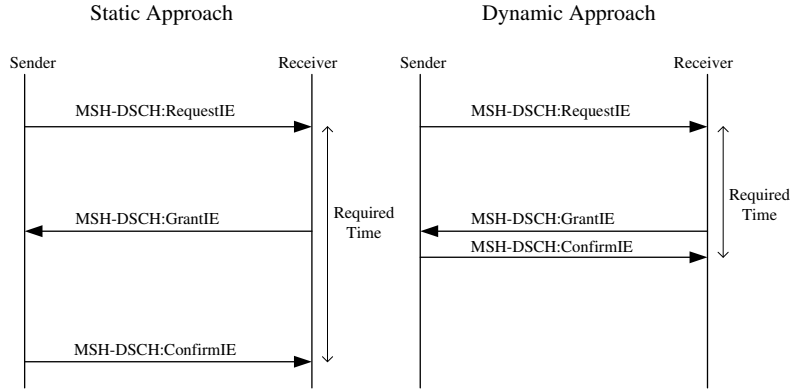 Static Approach
Sender
Receiver
MSH-DSCH:RequestIE
MSH-DSCH:GrantIE
Required
Time
MSH-DSCH:ConfirmIE
Dynamic Approach
Sender
Receiver
MSH-DSCH:RequestIE
Required
Time
MSH-DSCH:GrantIE
MSH-DSCH:ConfirmIE